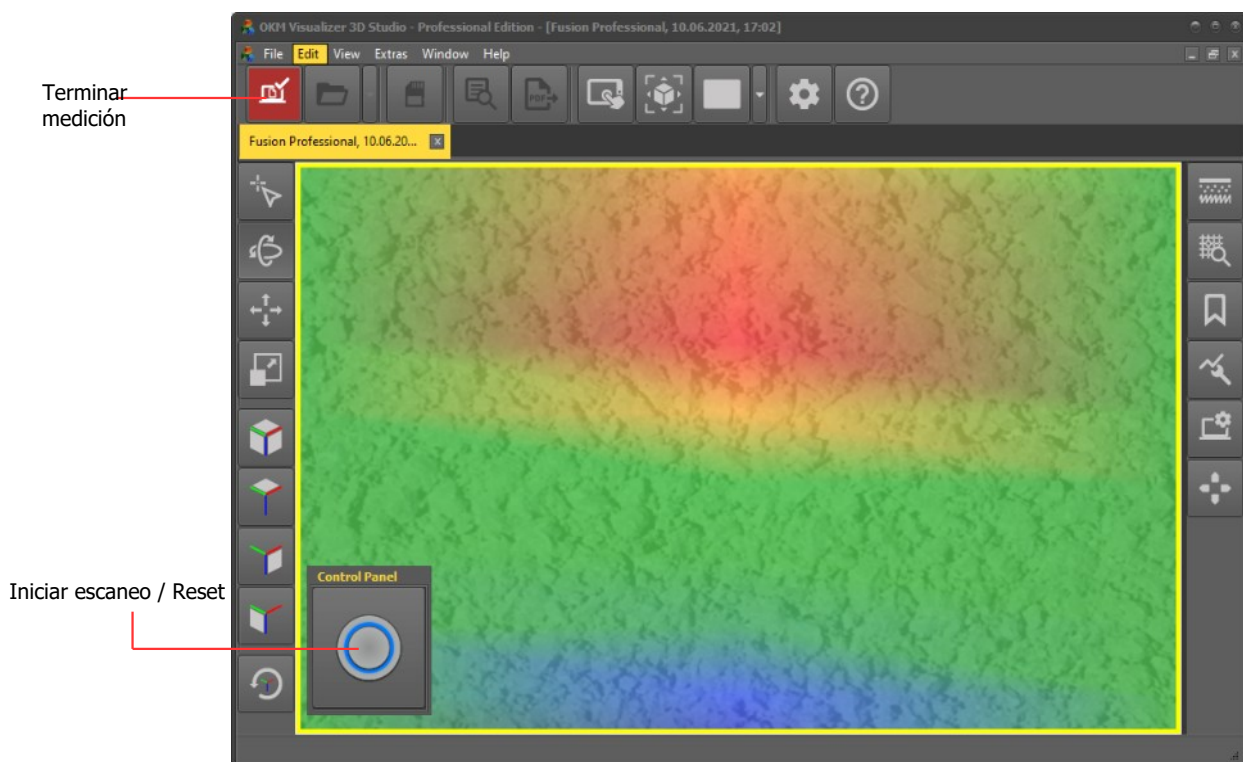 OKM Visualizer 3D Studio - Professional Edition - [Fusion Professional, 10.06.2021, 17:02]
File Edit View Extras Window Help
Terminar
medición
PDF
Fusion Professional, 10.06.20...
Iniciar escaneo / Reset
Control Panel